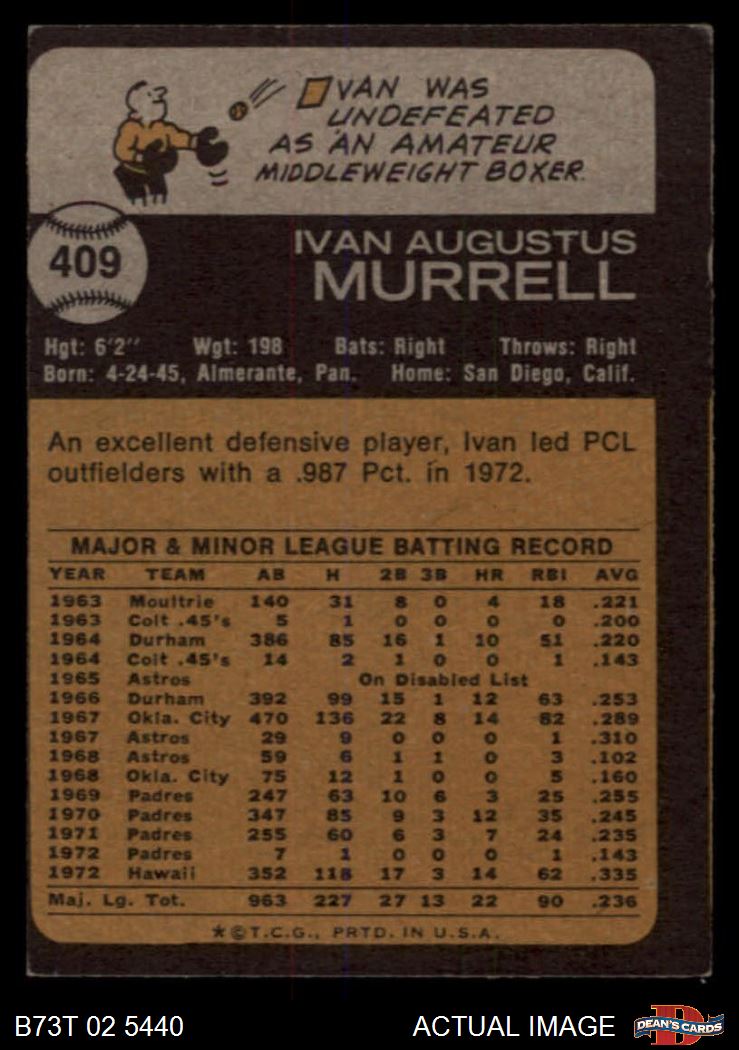 IVAN WAS
UNDEFEATED
AS AN AMATEUR
MIDDLEWEIGHT BOXER.
409
IVAN AUGUSTUS
MURRELL
Hgt: 6'2" Wgt: 198 Bats: Right Throws: Right
Born: 4-24-45, Almerante, Pan. Home: San Diego, Calif.
An excellent defensive player, Ivan led PCL
outfielders with a .987 Pct. in 1972.
MAJOR & MINOR LEAGUE BATTING RECORD
YEAR TEAM AB H 2B 3B HR RBI AVG
1963 Moultrie 140 31 8 0 4 18 .221
1963 Colt .45's 5 1 0 0 0 0 .200
1964 Durham 386 85 16 1 10 51 .220
1964 Colt .45's 14 2 1 0 0 1 .143
1965 Astros On Disabled List
1966 Durham 392 99 15 1 12 63 .253
1967 Okla. City 470 136 22 8 14 82 .289
1967 Astros 29 9 0 0 0 1 .310
1968 Astros 59 6 1 1 0 3 .102
1968 Okla. City 75 12 1 0 0 5 .160
1969 Padres 247 63 10 6 3 25 .255
1970 Padres 347 85 9 3 12 35 .245
1971 Padres 255 60 6 3 7 24 .235
1972 Padres 7 1 0 0 0 1 .143
1972 Hawaii 352 118 17 3 14 62 .335
Maj. Lg. Tot. 963 227 27 13 22 90 .236
*©T.C.G., PRTD. IN U.S.A.
B73T 02 5440 ACTUAL IMAGE DEAN'S CARDS